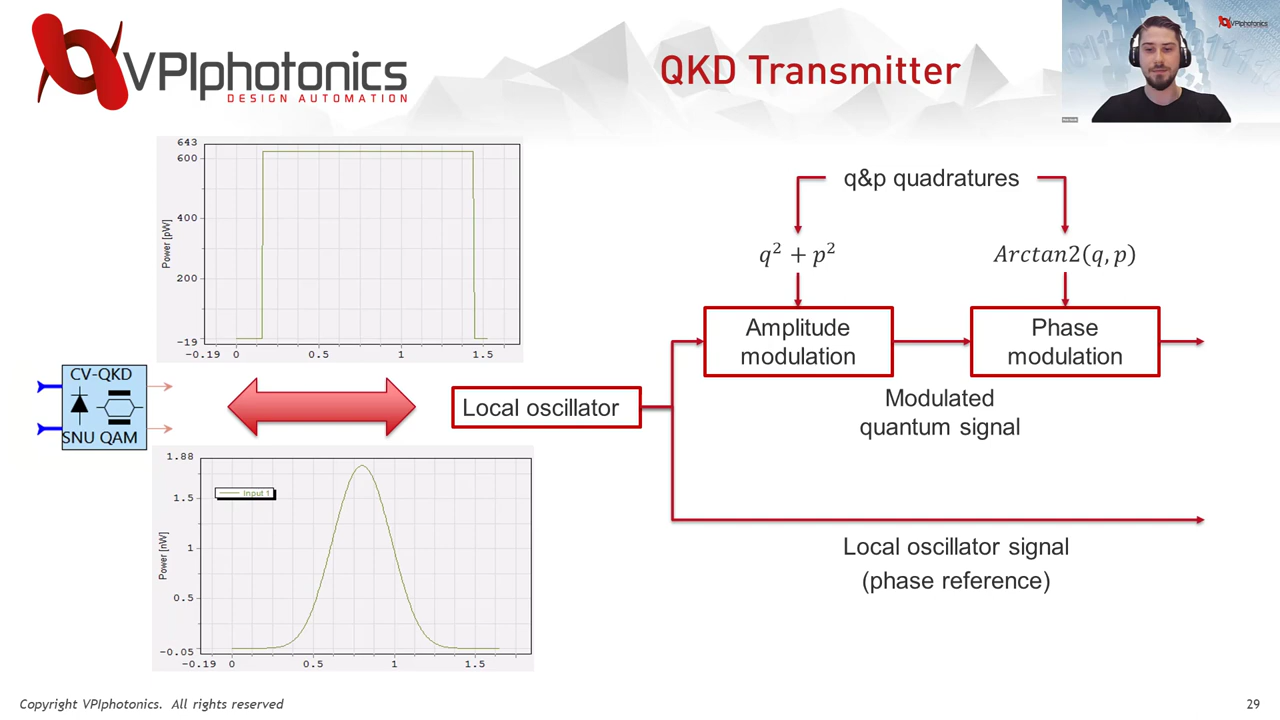 VPIphotonics
DESIGN AUTOMATION
QKD Transmitter
VPIphotonics
643
600
400
200
-19
Power [pW]
-0.19 0 0.5 1 1.5
CV-QKD
SNU QAM
1.88
1.5
1
0.5
-0.05
Power [nW]
Input 1
-0.19 0 0.5 1 1.5
q&p quadratures
q² + p²
Arctan2(q, p)
Amplitude
modulation
Phase
modulation
Local oscillator
Modulated
quantum signal
Local oscillator signal
(phase reference)
Copyright VPIphotonics. All rights reserved
29